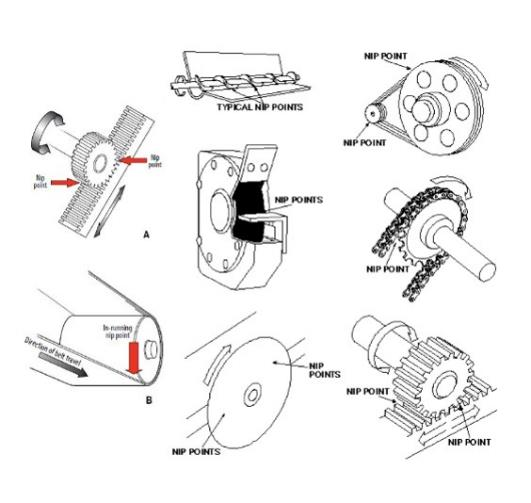 NIP POINT
TYPICAL NIP POINTS
NIP POINT
Nip
point
Nip
point
A
NIP POINTS
NIP POINT
In-running
nip point
Direction of belt travel
B
NIP
POINTS
NIP POINTS
NIP POINT
NIP POINT